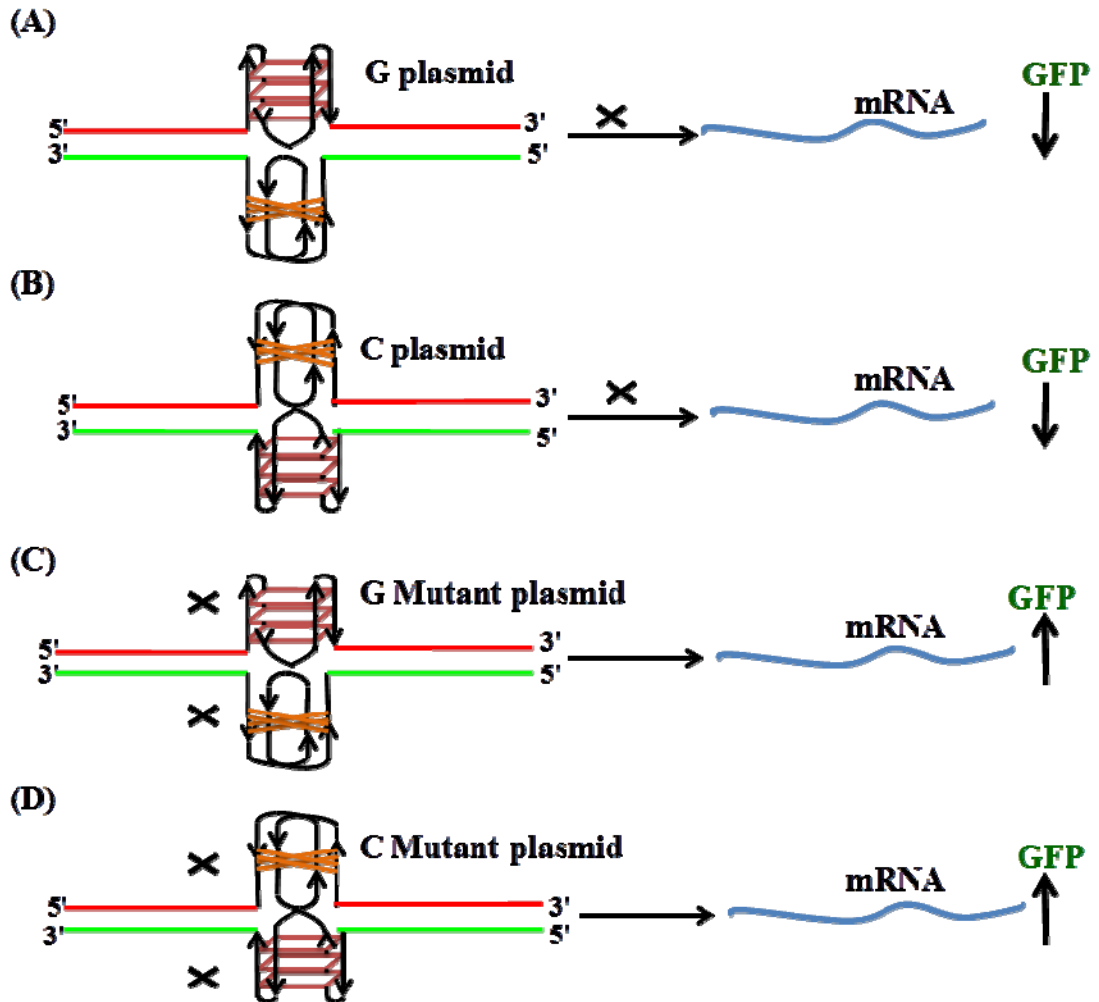 (A)
G plasmid
GFP
mRNA
5'
3'
3'
5'
(B)
C plasmid
GFP
mRNA
5'
3'
3'
5'
(C)
G Mutant plasmid
GFP
mRNA
5'
3'
3'
5'
(D)
C Mutant plasmid
GFP
mRNA
5'
3'
3'
5'